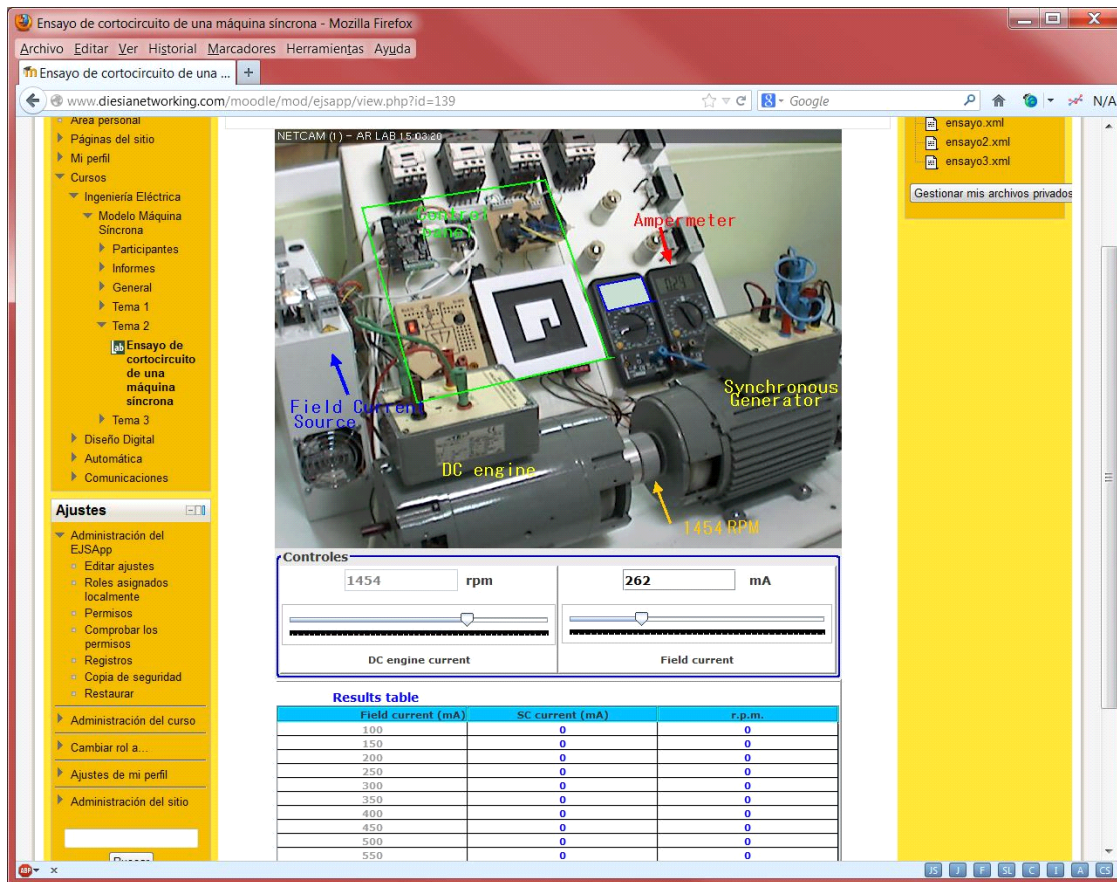 Ensayo de cortocircuito de una máquina síncrona - Mozilla Firefox
Archivo Editar Ver Historial Marcadores Herramientas Ayuda
Ensayo de cortocircuito de una ...
www.diesianetworking.com/moodle/mod/ejsapp/view.php?id=139
Google
N/A
Área personal
Páginas del sitio
Mi perfil
Cursos
Ingeniería Eléctrica
Modelo Máquina
Síncrona
Participantes
Informes
General
Tema 1
Tema 2
Ensayo de
cortocircuito
de una
máquina
síncrona
Tema 3
Diseño Digital
Automática
Comunicaciones
Ajustes
Administración del
EJSApp
Editar ajustes
Roles asignados
localmente
Permisos
Comprobar los
permisos
Registros
Copia de seguridad
Restaurar
Administración del curso
Cambiar rol a...
Ajustes de mi perfil
Administración del sitio
Buscar
NETCAM (1) - AR LAB 15:03:20
Control
panel
Ampermeter
Field Current
Source
DC engine
Synchronous
Generator
1454 RPM
Controles
1454 rpm
262 mA
DC engine current
Field current
Results table
Field current (mA) SC current (mA) r.p.m.
100 0 0
150 0 0
200 0 0
250 0 0
300 0 0
350 0 0
400 0 0
450 0 0
500 0 0
550 0 0
ensayo.xml
ensayo2.xml
ensayo3.xml
Gestionar mis archivos privados
ABP
JS J F SL C I A CS